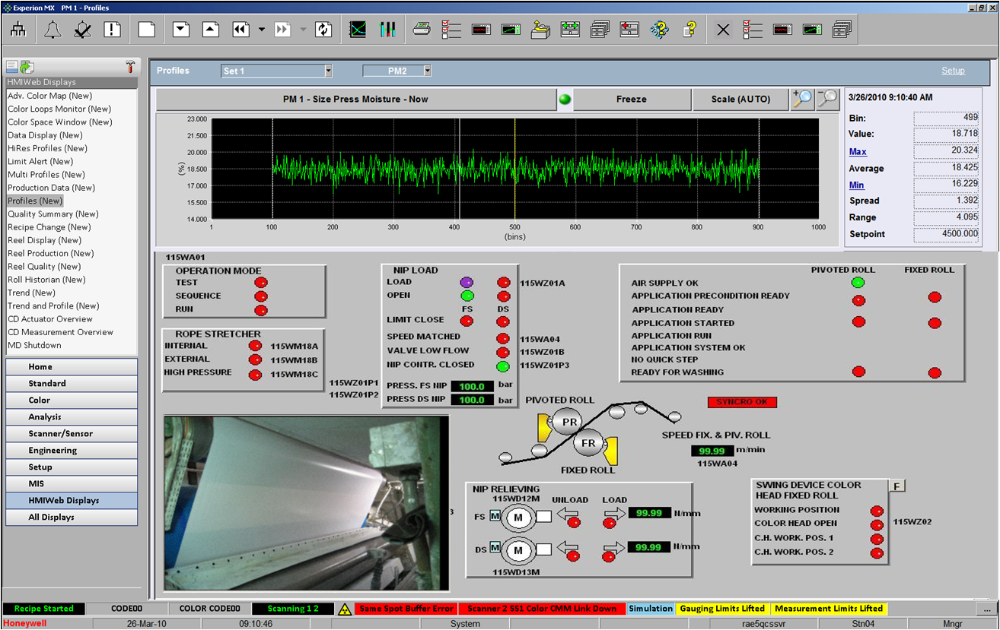 Experion MX PM 1 - Profiles
Profiles Set 1 PM2 Setup
HMIWeb Displays
Adv. Color Map (New)
Color Loops Monitor (New)
Color Space Window (New)
Data Display (New)
HiRes Profiles (New)
Limit Alert (New)
Multi Profiles (New)
Production Data (New)
Profiles (New)
Quality Summary (New)
Recipe Change (New)
Reel Display (New)
Reel Production (New)
Reel Quality (New)
Roll Historian (New)
Trend (New)
Trend and Profile (New)
CD Actuator Overview
CD Measurement Overview
MD Shutdown
Home
Standard
Color
Analysis
Scanner/Sensor
Engineering
Setup
MIS
HMIWeb Displays
All Displays
PM 1 - Size Press Moisture - Now Freeze Scale (AUTO)
23.000
21.500
20.000
18.500
17.000
15.500
14.000
(%)
1 100 200 300 400 500 600 700 800 900 1000
(bins)
3/26/2010 9:10:40 AM
Bin: 499
Value: 18.718
Max 20.324
Average 18.425
Min 16.229
Spread 1.392
Range 4.095
Setpoint 4500.000
115WA01
OPERATION MODE
TEST
SEQUENCE
RUN
ROPE STRETCHER
INTERNAL 115WM18A
EXTERNAL 115WM18B
HIGH PRESSURE 115WM18C
NIP LOAD
LOAD 115WZ01A
OPEN
FS DS
LIMIT CLOSE
SPEED MATCHED 115WA04
VALVE LOW FLOW 115WZ01B
NIP CONTR. CLOSED 115WZ01P3
115WZ01P1 PRESS. FS NIP 100.0 bar
115WZ01P2 PRESS DS NIP 100.0 bar
PIVOTED ROLL FIXED ROLL
AIR SUPPLY OK
APPLICATION PRECONDITION READY
APPLICATION READY
APPLICATION STARTED
APPLICATION RUN
APPLICATION SYSTEM OK
NO QUICK STEP
READY FOR WASHING
PIVOTED ROLL
PR
FR
FIXED ROLL
SYNCRO OK
SPEED FIX. & PIV. ROLL
99.99 m/min
115WA04
3
NIP RELIEVING
115WD12M UNLOAD LOAD
FS M M 99.99 N/mm
DS M M 99.99 N/mm
115WD13M
SWING DEVICE COLOR F
HEAD FIXED ROLL
WORKING POSITION
COLOR HEAD OPEN 115WZ02
C.H. WORK. POS. 1
C.H. WORK. POS. 2
Recipe Started CODE00 COLOR CODE00 Scanning 1 2 Same Spot Buffer Error Scanner 2 SS1 Color CMM Link Down Simulation Gauging Limits Lifted Measurement Limits Lifted ...
Honeywell 26-Mar-10 09:10:46 System rae5qcssvr Stn04 Mngr